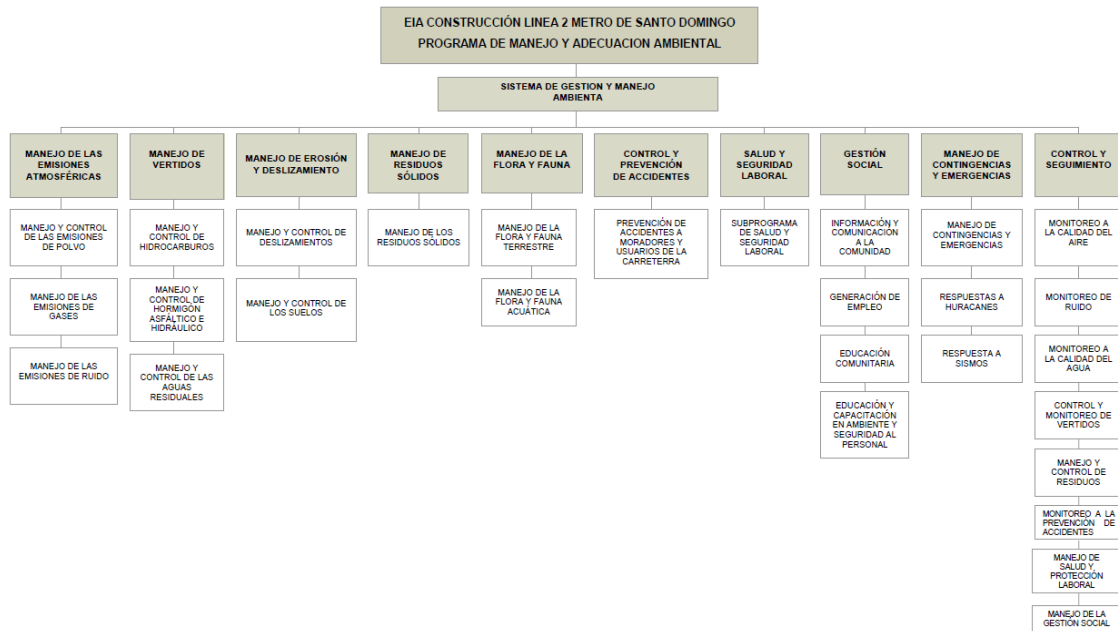 EIA CONSTRUCCIÓN LINEA 2 METRO DE SANTO DOMINGO
PROGRAMA DE MANEJO Y ADECUACION AMBIENTAL
SISTEMA DE GESTION Y MANEJO
AMBIENTA
MANEJO DE LAS
EMISIONES
ATMOSFÉRICAS
MANEJO Y CONTROL
DE LAS EMISIONES
DE POLVO
MANEJO DE LAS
EMISIONES DE
GASES
MANEJO DE LAS
EMISIONES DE RUIDO
MANEJO DE
VERTIDOS
MANEJO Y
CONTROL DE
HIDROCARBUROS
MANEJO Y
CONTROL DE
HORMIGÓN
ASFÁLTICO E
HIDRÁULICO
MANEJO Y
CONTROL DE LAS
AGUAS
RESIDUALES
MANEJO DE EROSIÓN
Y DESLIZAMIENTO
MANEJO Y CONTROL DE
DESLIZAMIENTOS
MANEJO Y CONTROL DE
LOS SUELOS
MANEJO DE
RESIDUOS
SÓLIDOS
MANEJO DE LOS
RESIDUOS SÓLIDOS
MANEJO DE LA
FLORA Y FAUNA
MANEJO DE LA
FLORA Y FAUNA
TERRESTRE
MANEJO DE LA
FLORA Y FAUNA
ACUÁTICA
CONTROL Y
PREVENCIÓN
DE ACCIDENTES
PREVENCIÓN DE
ACCIDENTES A
MORADORES Y
USUARIOS DE LA
CARRETERRA
SALUD Y
SEGURIDAD
LABORAL
SUBPROGRAMA
DE SALUD Y
SEGURIDAD
LABORAL
GESTIÓN
SOCIAL
INFORMACIÓN Y
COMUNICACIÓN
A LA
COMUNIDAD
GENERACIÓN DE
EMPLEO
EDUCACIÓN
COMUNITARIA
EDUCACIÓN Y
CAPACITACIÓN
EN AMBIENTE Y
SEGURIDAD AL
PERSONAL
MANEJO DE
CONTINGENCIAS
Y EMERGENCIAS
MANEJO DE
CONTINGENCIAS Y
EMERGENCIAS
RESPUESTAS A
HURACANES
RESPUESTA A
SISMOS
CONTROL Y
SEGUIMIENTO
MONITOREO A
LA CALIDAD DEL
AIRE
MONITOREO DE
RUIDO
MONITOREO A
LA CALIDAD DEL
AGUA
CONTROL Y
MONITOREO DE
VERTIDOS
MANEJO Y
CONTROL DE
RESIDUOS
MONITOREO A LA
PREVENCIÓN DE
ACCIDENTES
MANEJO DE
SALUD Y
PROTECCIÓN
LABORAL
MANEJO DE LA
GESTIÓN SOCIAL